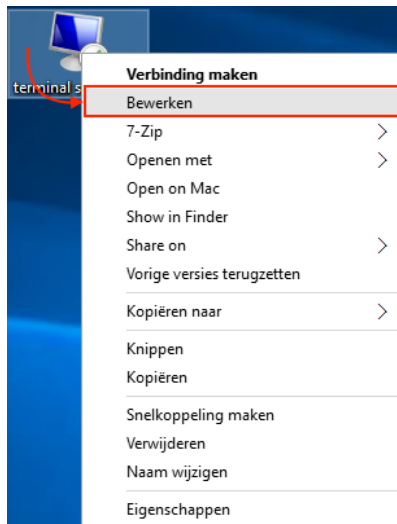 terminal s
Verbinding maken
Bewerken
7-Zip
Openen met
Open on Mac
Show in Finder
Share on
Vorige versies terugzetten
Kopiëren naar
Knippen
Kopiëren
Snelkoppeling maken
Verwijderen
Naam wijzigen
Eigenschappen